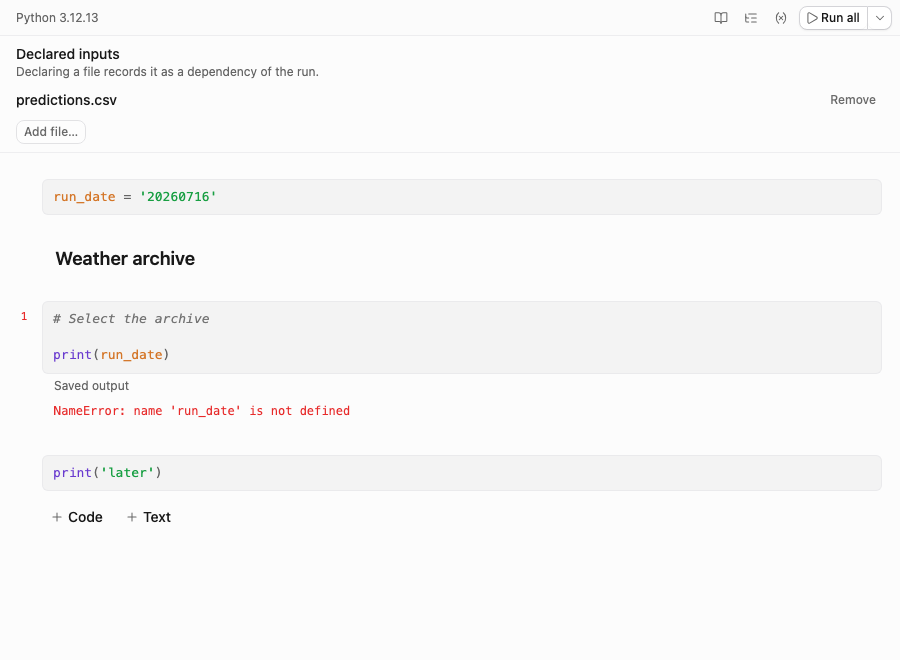 Python 3.12.13
Run all
Declared inputs
Declaring a file records it as a dependency of the run.
predictions.csv
Remove
Add file...
run_date = '20260716'
Weather archive
1
# Select the archive
print(run_date)
Saved output
NameError: name 'run_date' is not defined
print('later')
+ Code
+ Text